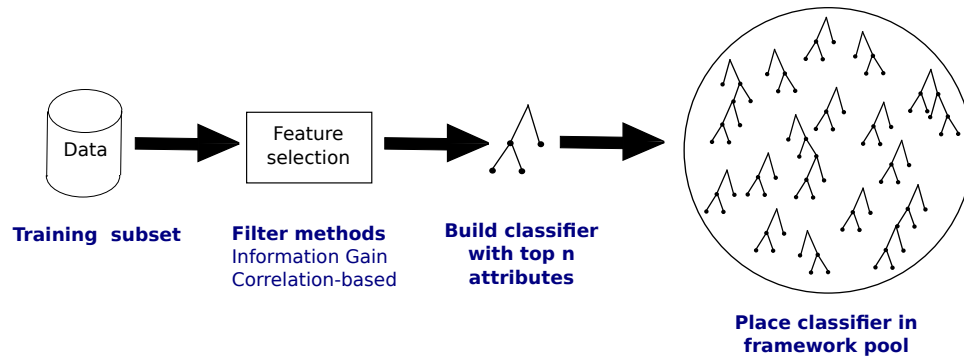 Data
Feature
selection
Training subset
Filter methods
Information Gain
Correlation-based
Build classifier
with top n
attributes
Place classifier in
framework pool